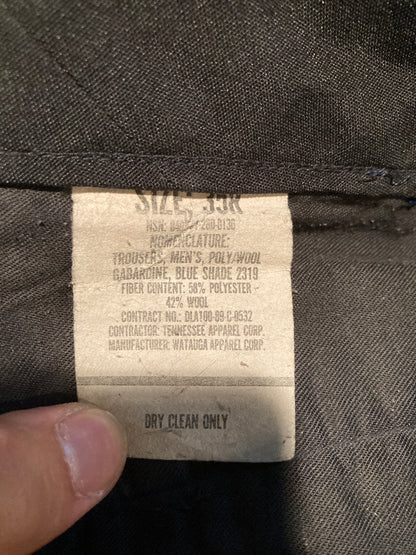 SIZE: 35R
NSN:
NOMENCLATURE:
TROUSERS, MEN'S, POLY/WOOL
GABARDINE, BLUE SHADE 2319
FIBER CONTENT: 58% POLYESTER -
42% WOOL
CONTRACT NO.: DLA100-89-C-0532
CONTRACTOR: TENNESSEE APPAREL CORP.
MANUFACTURER: WATAUGA APPAREL CORP.
DRY CLEAN ONLY